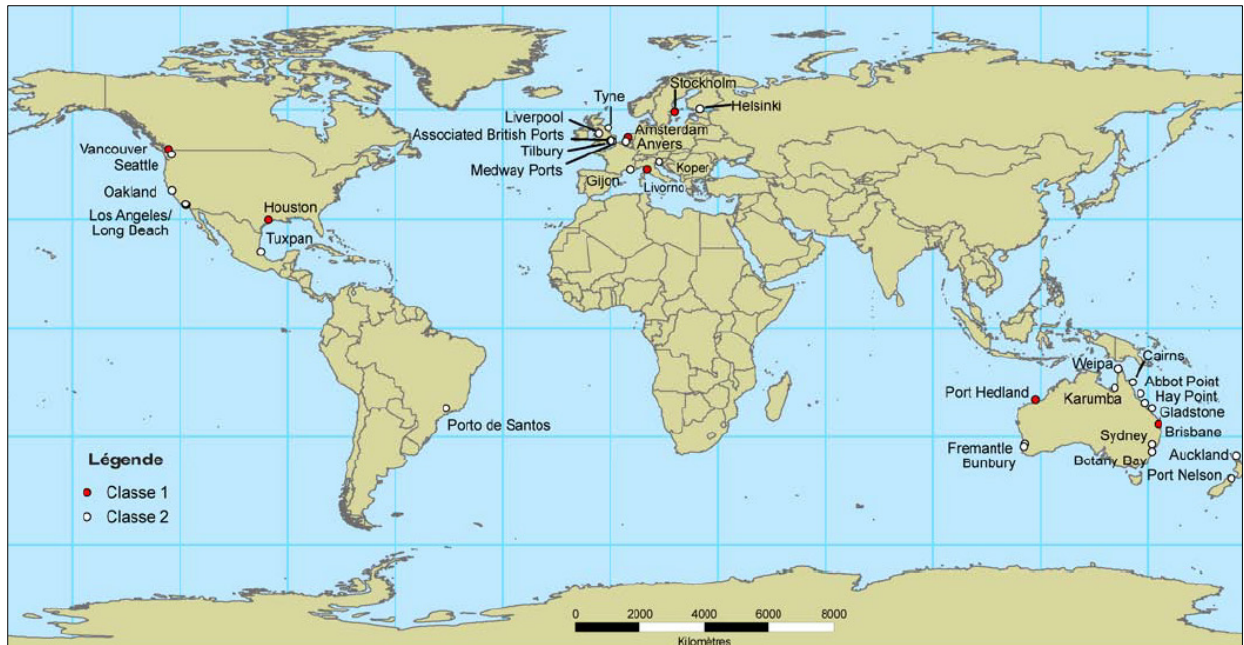 Stockholm
Tyne
Helsinki
Liverpool
Amsterdam
Associated British Ports
Anvers
Tilbury
Medway Ports
Koper
Gijon
Livorno
Vancouver
Seattle
Oakland
Houston
Los Angeles/
Long Beach
Tuxpan
Cairns
Weipa
Abbot Point
Port Hedland
Karumba
Hay Point
Gladstone
Porto de Santos
Brisbane
Sydney
Fremantle
Bunbury
Botany Bay
Auckland
Port Nelson
Légende
Classe 1
Classe 2
0 2000 4000 6000 8000
Kilomètres